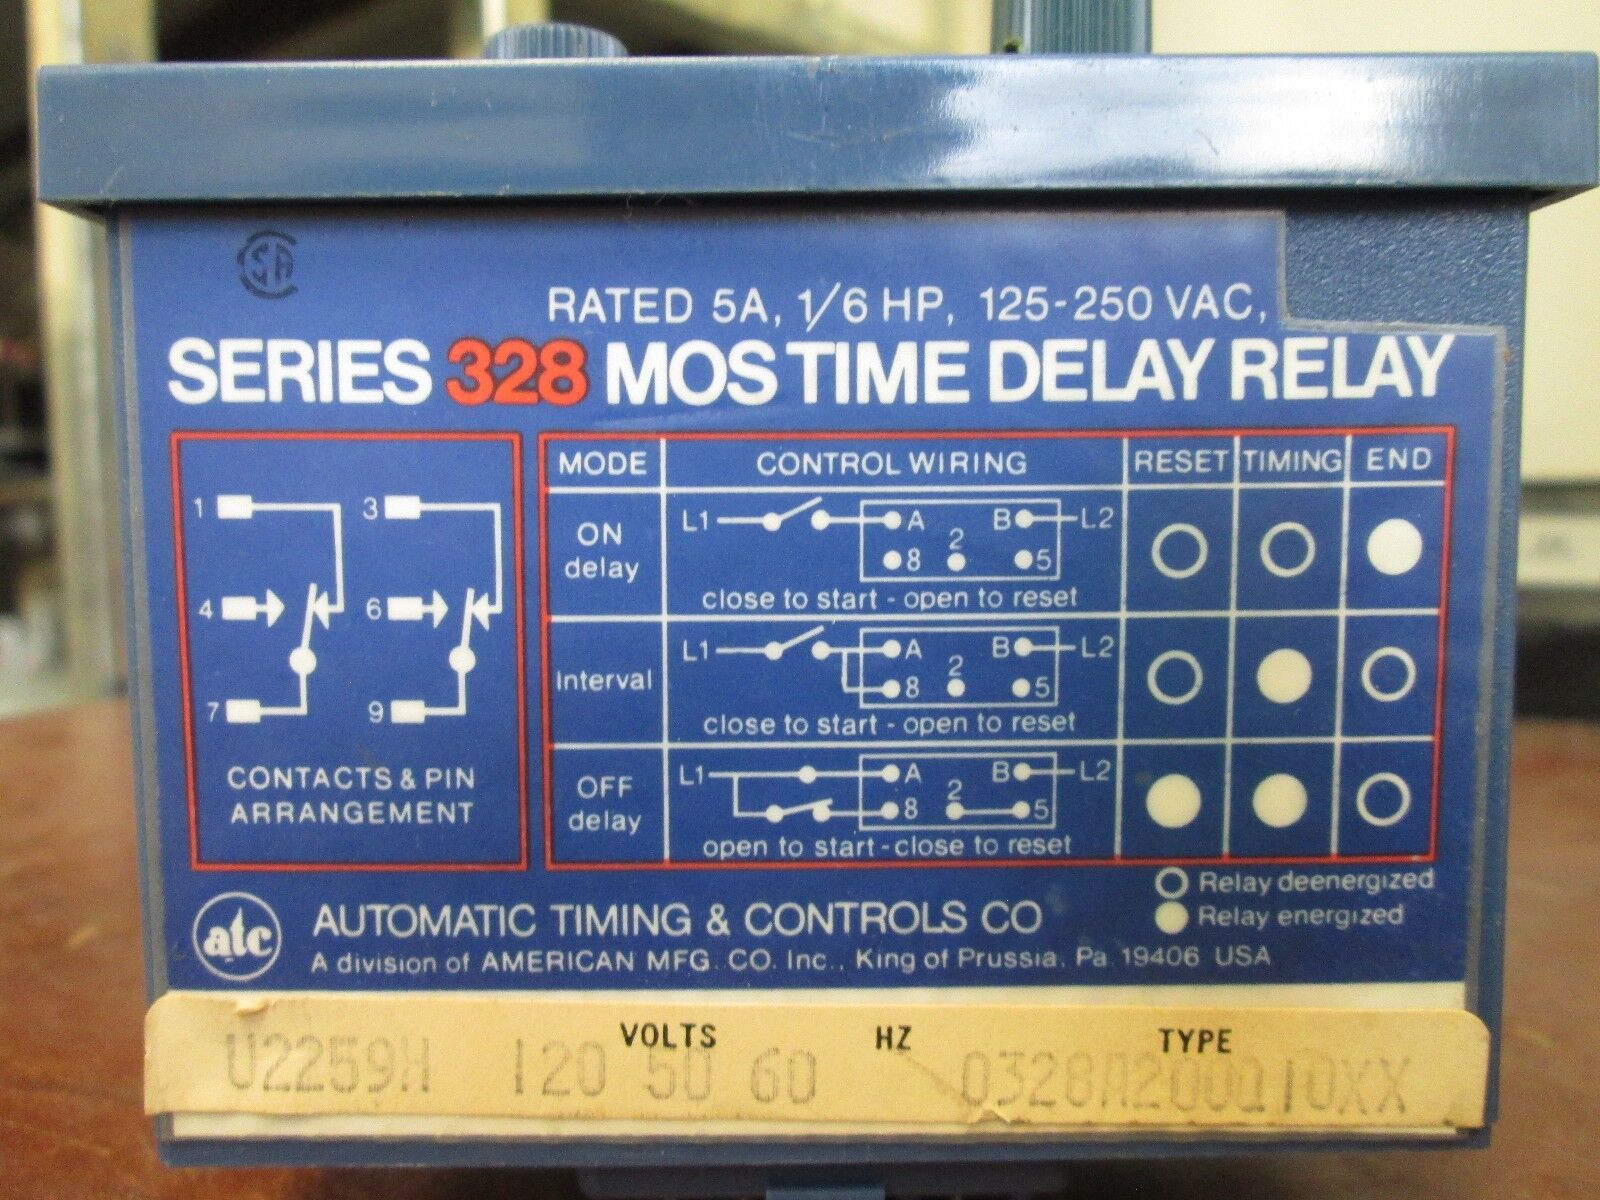 CSA
RATED 5A, 1/6 HP, 125-250 VAC,
SERIES 328 MOS TIME DELAY RELAY
1 3
4 6
7 9
CONTACTS & PIN
ARRANGEMENT
MODE CONTROL WIRING RESET TIMING END
ON
delay
L1 A B L2
8 2 5
close to start - open to reset
Interval
L1 A B L2
8 2 5
close to start - open to reset
OFF
delay
L1 A B L2
8 2 5
open to start - close to reset
Relay deenergized
Relay energized
atc
AUTOMATIC TIMING & CONTROLS CO
A division of AMERICAN MFG. CO. Inc., King of Prussia, Pa 19406 USA
VOLTS HZ TYPE
U2259H 120 50 60